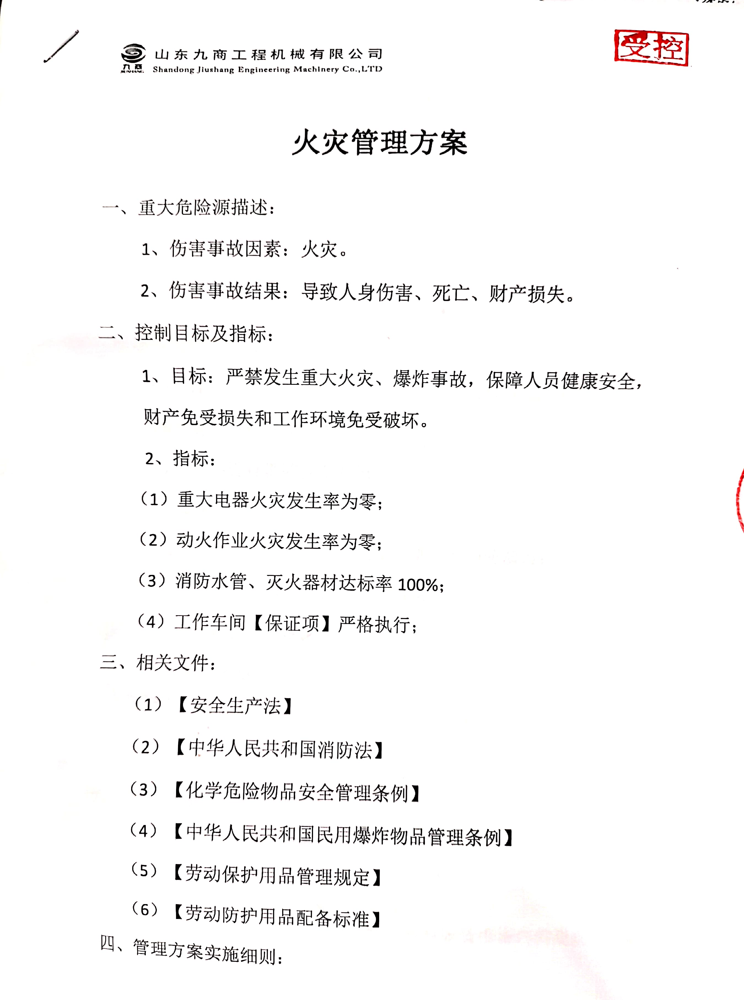 受控
九商
JIUSHANG
山东九商工程机械有限公司
Shandong Jiushang Engineering Machinery Co.,LTD
火灾管理方案
一、重大危险源描述：
1、伤害事故因素：火灾。
2、伤害事故结果：导致人身伤害、死亡、财产损失。
二、控制目标及指标：
1、目标：严禁发生重大火灾、爆炸事故，保障人员健康安全，
财产免受损失和工作环境免受破坏。
2、指标：
（1）重大电器火灾发生率为零；
（2）动火作业火灾发生率为零；
（3）消防水管、灭火器材达标率 100%；
（4）工作车间【保证项】严格执行；
三、相关文件：
（1）【安全生产法】
（2）【中华人民共和国消防法】
（3）【化学危险物品安全管理条例】
（4）【中华人民共和国民用爆炸物品管理条例】
（5）【劳动保护用品管理规定】
（6）【劳动防护用品配备标准】
四、管理方案实施细则：